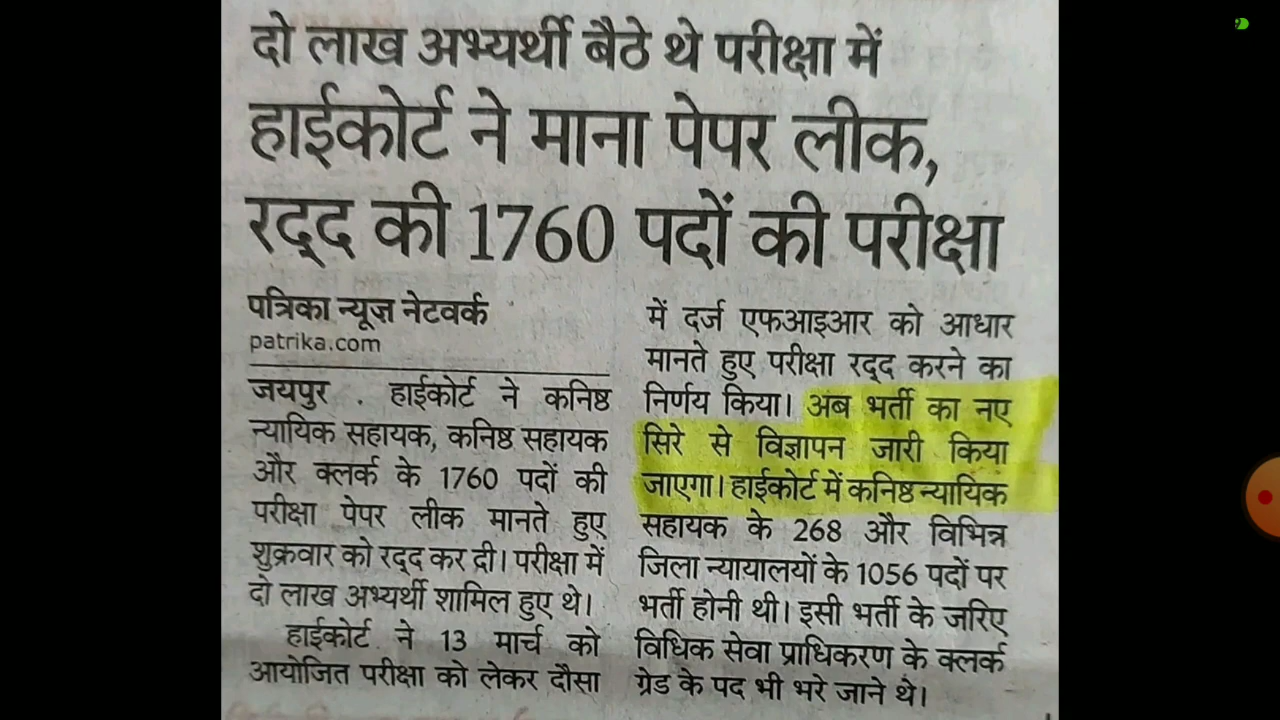 दो लाख अभ्यर्थी बैठे थे परीक्षा में
हाईकोर्ट ने माना पेपर लीक,
रद्द की 1760 पदों की परीक्षा
पत्रिका न्यूज़ नेटवर्क
patrika.com
जयपुर . हाईकोर्ट ने कनिष्ठ
न्यायिक सहायक, कनिष्ठ सहायक
और क्लर्क के 1760 पदों की
परीक्षा पेपर लीक मानते हुए
शुक्रवार को रद्द कर दी। परीक्षा में
दो लाख अभ्यर्थी शामिल हुए थे।
हाईकोर्ट ने 13 मार्च को
आयोजित परीक्षा को लेकर दौसा
में दर्ज एफआइआर को आधार
मानते हुए परीक्षा रद्द करने का
निर्णय किया। अब भर्ती का नए
सिरे से विज्ञापन जारी किया
जाएगा। हाईकोर्ट में कनिष्ठ न्यायिक
सहायक के 268 और विभिन्न
जिला न्यायालयों के 1056 पदों पर
भर्ती होनी थी। इसी भर्ती के जरिए
विधिक सेवा प्राधिकरण के क्लर्क
ग्रेड के पद भी भरे जाने थे।